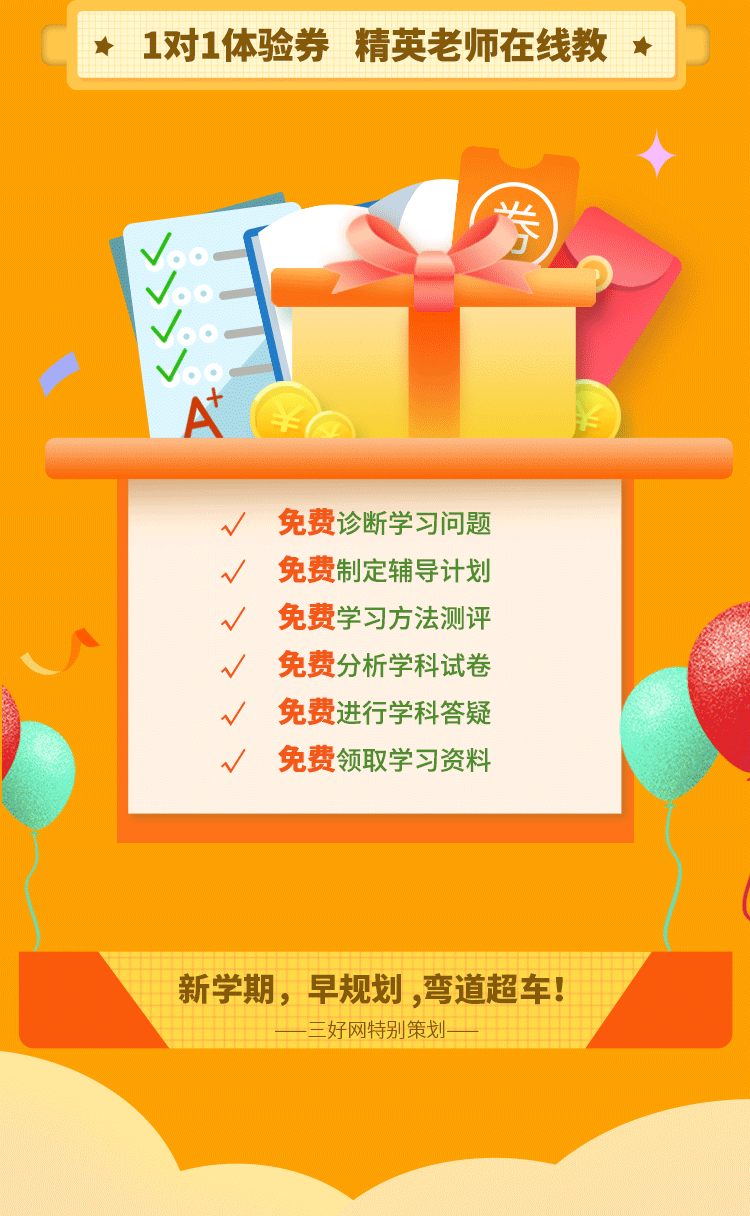 1对1体验券 精英老师在线教
券
A+
免费诊断学习问题
免费制定辅导计划
免费学习方法测评
免费分析学科试卷
免费进行学科答疑
免费领取学习资料
新学期，早规划,弯道超车!
——三好网特别策划——